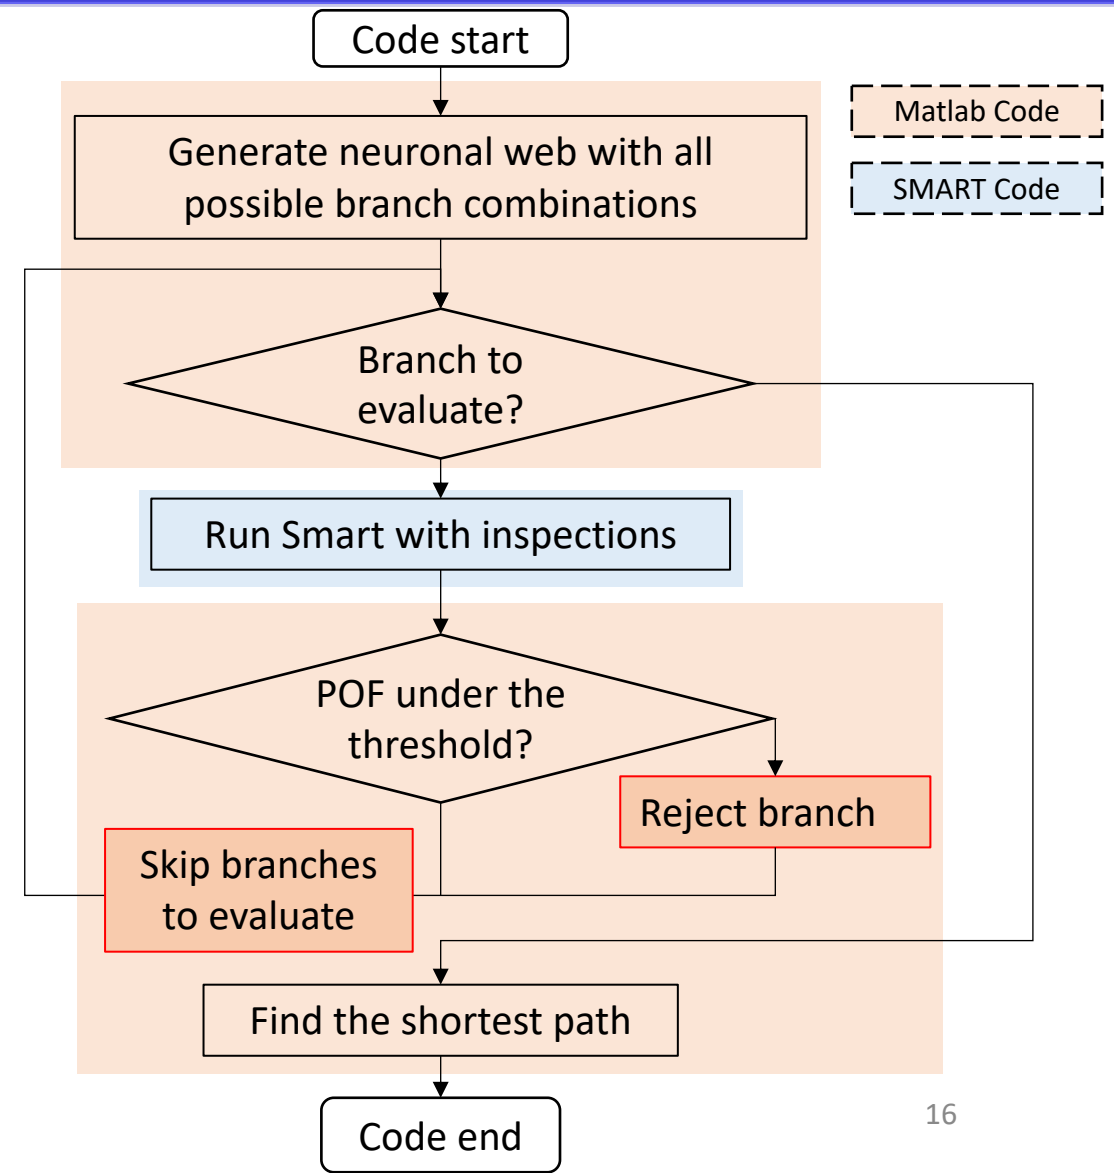 Code start
Matlab Code
SMART Code
Generate neuronal web with all
possible branch combinations
Branch to
evaluate?
Run Smart with inspections
POF under the
threshold?
Reject branch
Skip branches
to evaluate
Find the shortest path
Code end
16